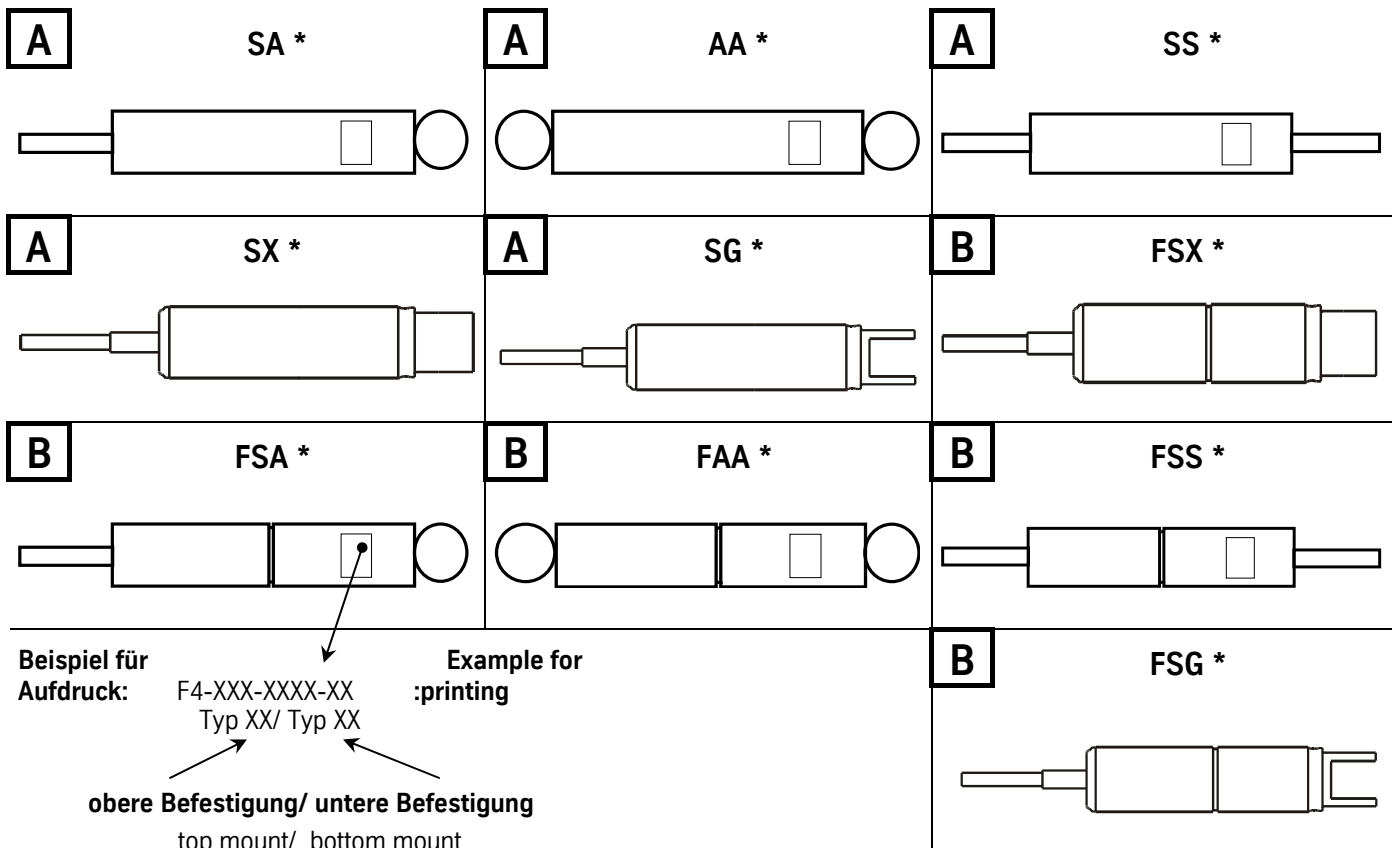 A SA *
A AA *
A SS *
A SX *
A SG *
B FSX *
B FSA *
B FAA *
B FSS *
Beispiel für
Aufdruck:
F4-XXX-XXXX-XX
Typ XX/ Typ XX
Example for
:printing
obere Befestigung/ untere Befestigung
top mount/ bottom mount
B FSG *